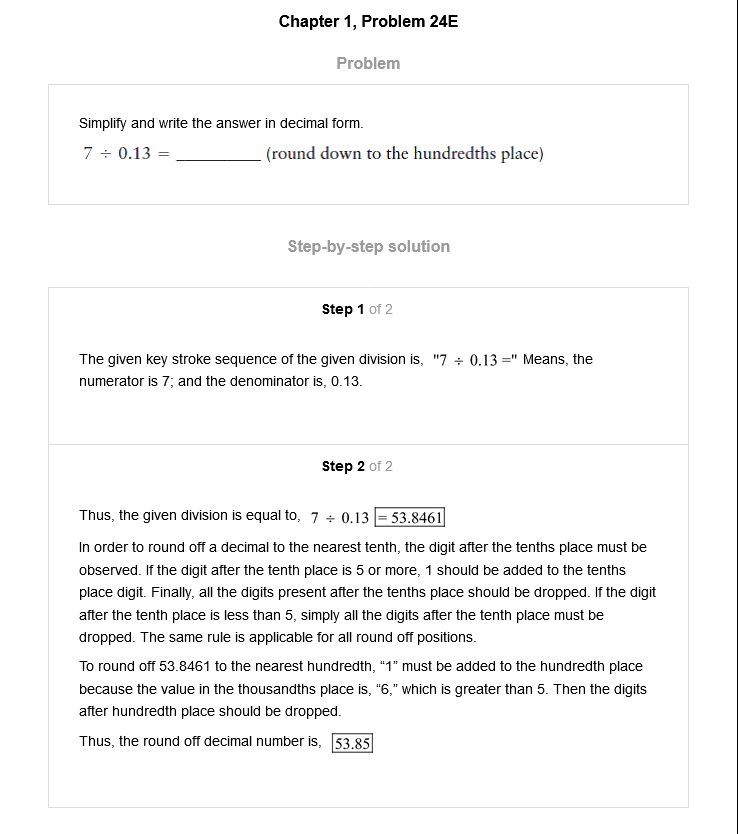 Chapter 1, Problem 24E
Problem
Simplify and write the answer in decimal form.
7 ÷ 0.13 = __________ (round down to the hundredths place)
Step-by-step solution
Step 1 of 2
The given key stroke sequence of the given division is, "7 ÷ 0.13 =" Means, the
numerator is 7; and the denominator is, 0.13.
Step 2 of 2
Thus, the given division is equal to, 7 ÷ 0.13 = 53.8461
In order to round off a decimal to the nearest tenth, the digit after the tenths place must be
observed. If the digit after the tenth place is 5 or more, 1 should be added to the tenths
place digit. Finally, all the digits present after the tenths place should be dropped. If the digit
after the tenth place is less than 5, simply all the digits after the tenth place must be
dropped. The same rule is applicable for all round off positions.
To round off 53.8461 to the nearest hundredth, “1” must be added to the hundredth place
because the value in the thousandths place is, “6,” which is greater than 5. Then the digits
after hundredth place should be dropped.
Thus, the round off decimal number is, 53.85